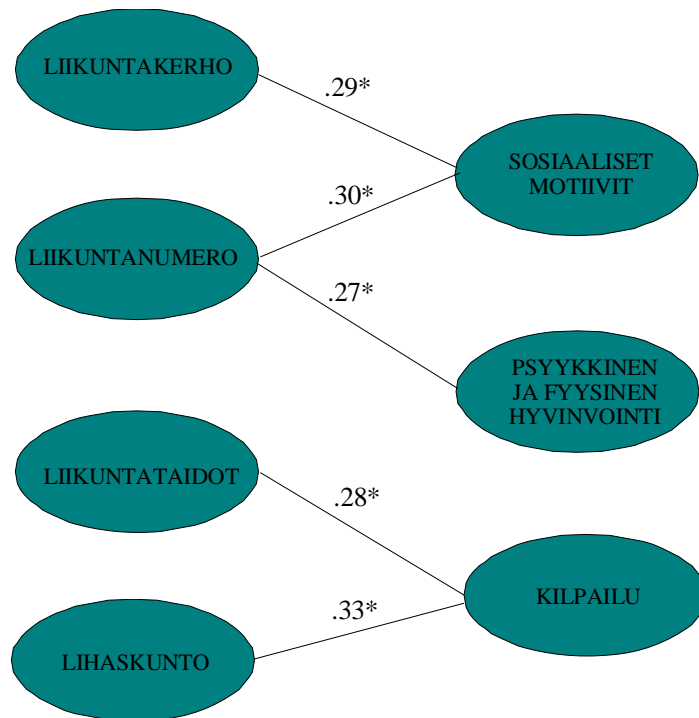 LIIKUNTAKERHO
.29*
SOSIAALISET
MOTIIVIT
.30*
LIIKUNTANUMERO
.27*
PSYYKKINEN
JA FYYSINEN
HYVINVOINTI
LIIKUNTATAIDOT
.28*
KILPAILU
.33*
LIHASKUNTO